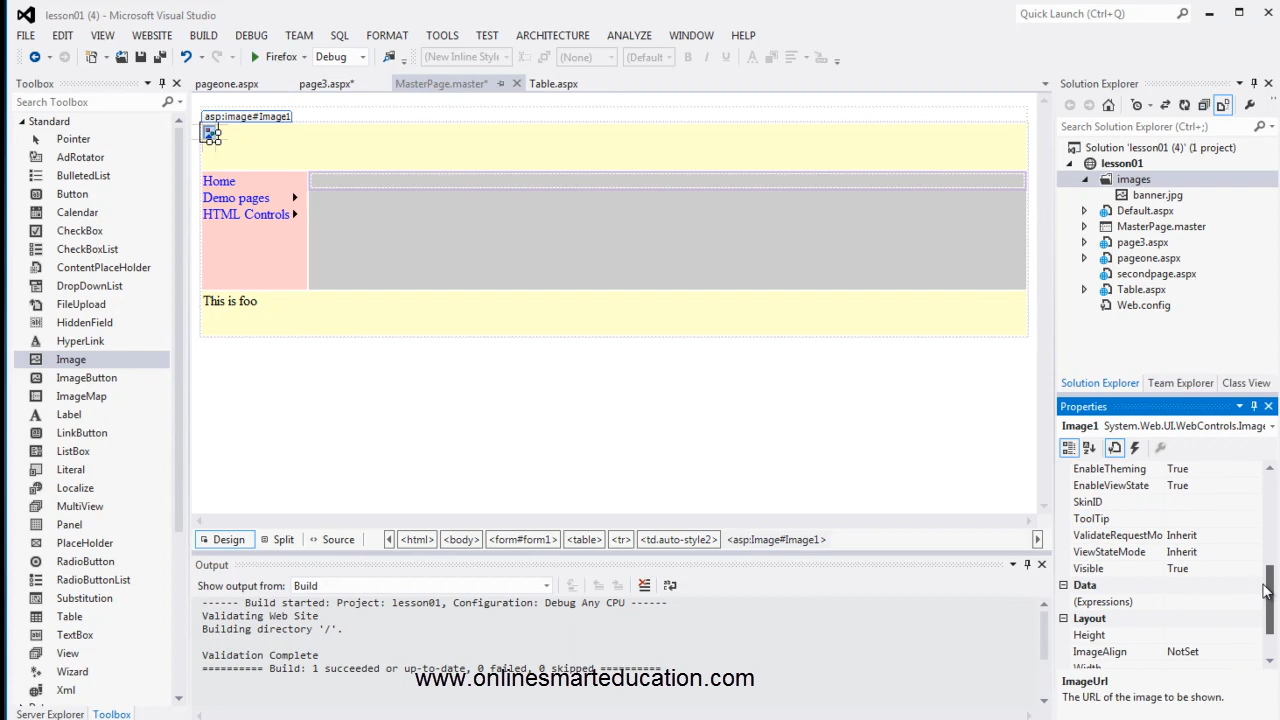 lesson01 - Microsoft Visual Studio
Quick Launch (Ctrl+Q)
FILE EDIT VIEW WEBSITE BUILD DEBUG TEAM SQL FORMAT TOOLS TEST ARCHITECTURE ANALYZE WINDOW HELP
Firefox Debug (New Inline Style (None) (Default B I U A
Toolbox
Search Toolbox
Standard
Pointer
AdRotator
BulletedList
Button
Calendar
CheckBox
CheckBoxList
ContentPlaceHolder
DropDownList
FileUpload
HiddenField
HyperLink
Image
ImageButton
ImageMap
Label
LinkButton
ListBox
Literal
Localize
MultiView
Panel
PlaceHolder
RadioButton
RadioButtonList
Substitution
Table
TextBox
View
Wizard
Xml
Server Explorer Toolbox
pageone.aspx page3.aspx* MasterPage.master* Table.aspx
asp:image#Image1
Home
Demo pages
HTML Controls
This is foo
Design Split Source <html> <body> <form#form1> <table> <tr> <td.auto-style2> <asp:Image#Image1>
Output
Show output from: Build
------ Build started: Project: lesson01, Configuration: Debug Any CPU ------
Validating Web Site
Building directory '/'.
Validation Complete
========== Build: 1 succeeded or up-to-date, 0 failed, 0 skipped ==========
www.onlinesmarteducation.com
Solution Explorer
Search Solution Explorer (Ctrl+;)
Solution 'lesson01 (4)' (1 project)
lesson01
images
banner.jpg
Default.aspx
MasterPage.master
page3.aspx
pageone.aspx
secondpage.aspx
Table.aspx
Web.config
Solution Explorer Team Explorer Class View
Properties
Image1 System.Web.UI.WebControls.Image
EnableTheming True
EnableViewState True
SkinID
ToolTip
ValidateRequestMo Inherit
ViewStateMode Inherit
Visible True
Data
(Expressions)
Layout
Height
ImageAlign NotSet
Width
ImageUrl
The URL of the image to be shown.